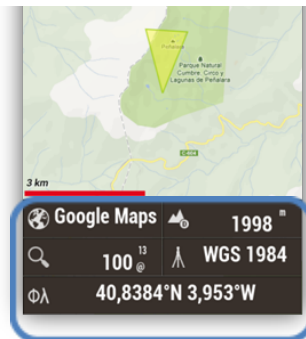 Peñalara
Parque Natural
Cumbre, Circo y
Lagunas de Peñalara
C-604
3 km
Google Maps
1998 m
100 @ 13
WGS 1984
Φλ
40,8384°N 3,953°W